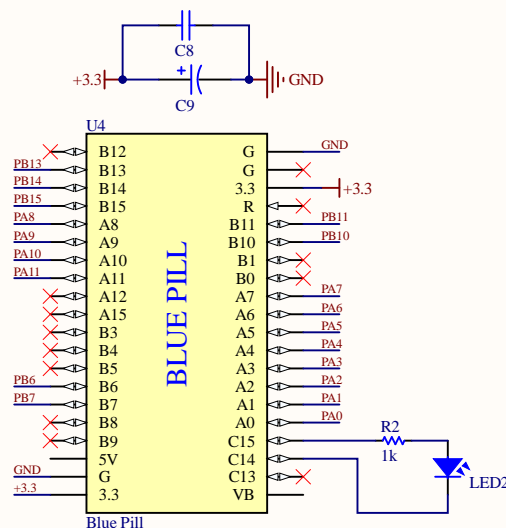 C8
+3.3
+
GND
C9
U4
B12
G
GND
PB13
B13
G
PB14
B14
3.3
+3.3
PB15
B15
R
PA8
A8
B11
PB11
PA9
A9
B10
PB10
PA10
A10
B1
PA11
A11
B0
A12
A7
PA7
A15
A6
PA6
B3
A5
PA5
B4
A4
PA4
B5
A3
PA3
PB6
B6
A2
PA2
PB7
B7
A1
PA1
B8
A0
PA0
B9
C15
R2
1k
5V
C14
GND
G
C13
LED2
+3.3
3.3
VB
BLUE PILL
Blue Pill